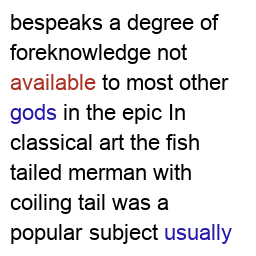 bespeaks a degree of
foreknowledge not
available to most other
gods in the epic In
classical art the fish
tailed merman with
coiling tail was a
popular subject usually